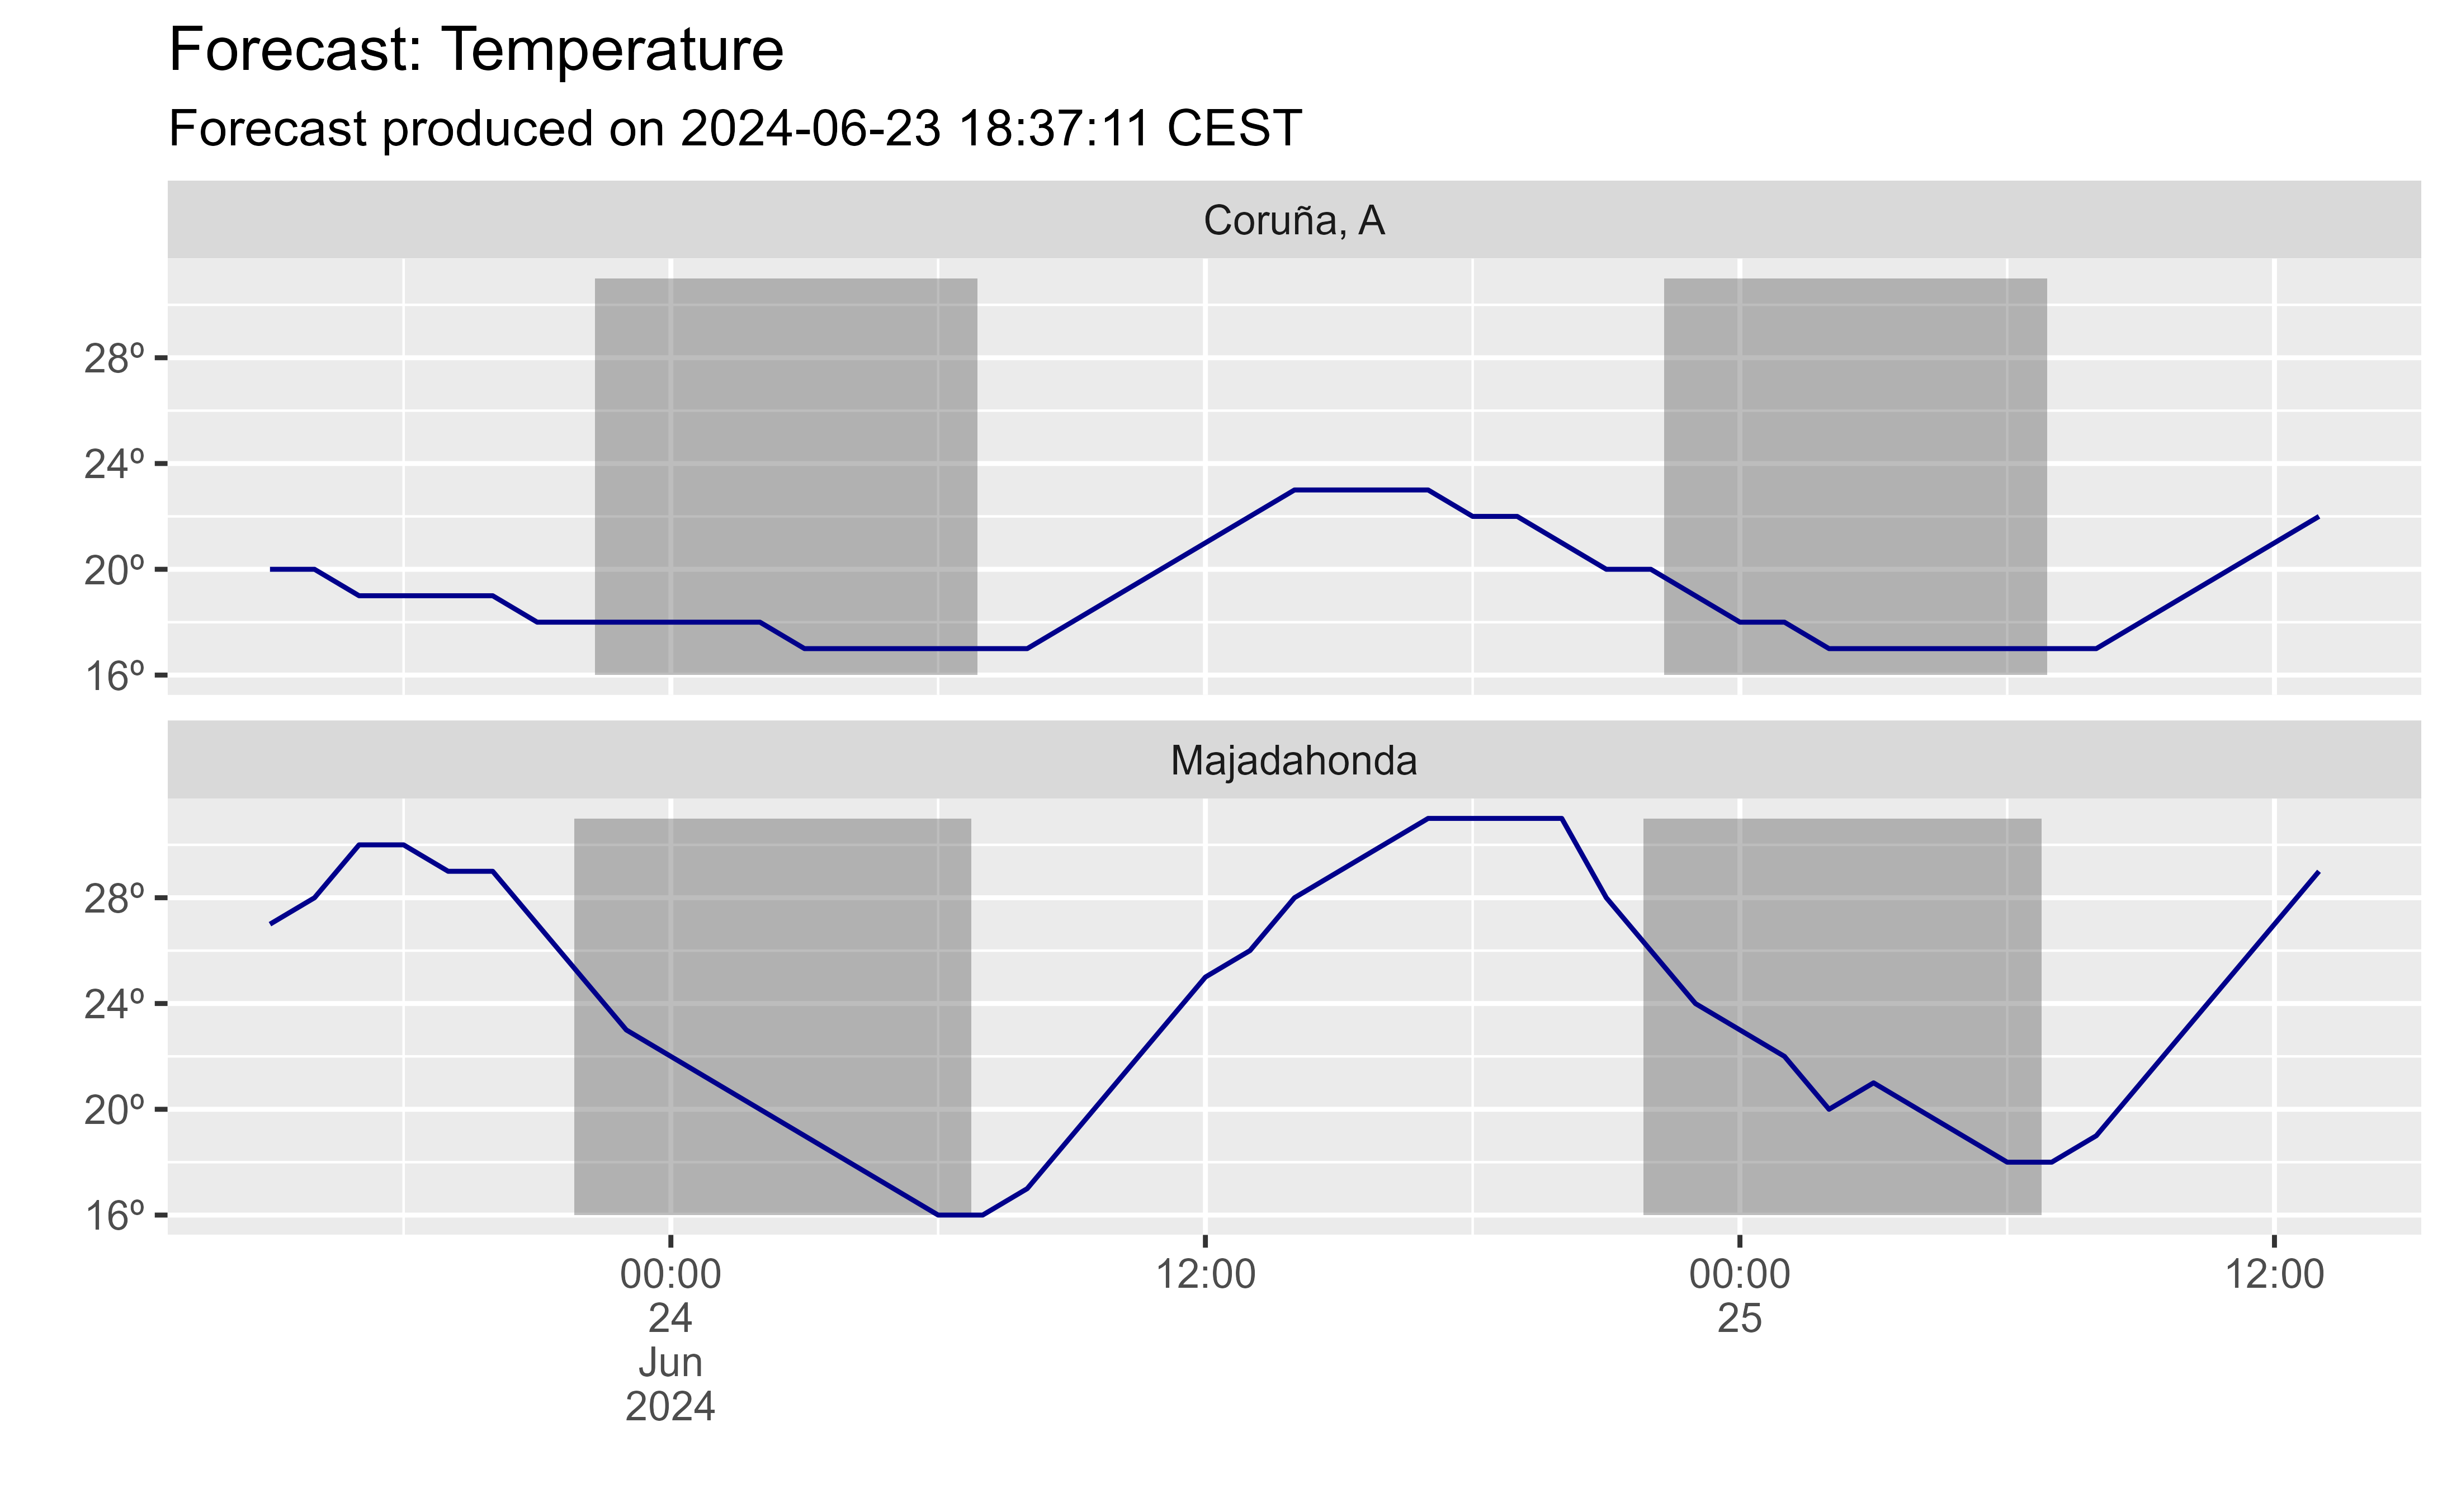 Forecast: Temperature
Forecast produced on 2024-06-23 18:37:11 CEST
Coruña, A
28º
24º
20º
16º
Majadahonda
28º
24º
20º
16º
00:00 12:00 00:00 12:00
24 25
Jun
2024